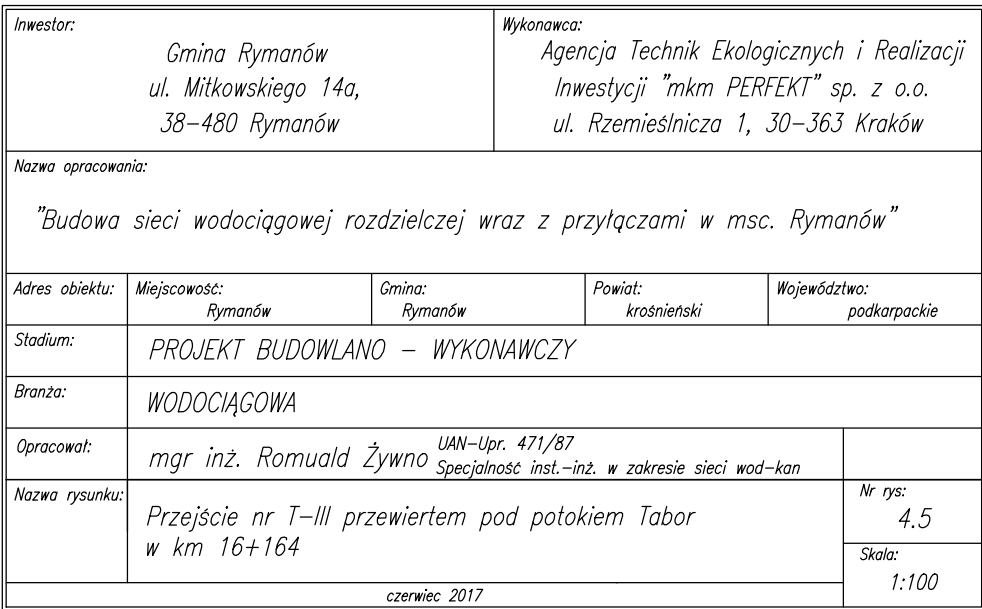 Inwestor:
Gmina Rymanów
ul. Mitkowskiego 14a,
38-480 Rymanów
Wykonawca:
Agencja Technik Ekologicznych i Realizacji
Inwestycji "mkm PERFEKT" sp. z o.o.
ul. Rzemieślnicza 1, 30-363 Kraków
Nazwa opracowania:
"Budowa sieci wodociągowej rozdzielczej wraz z przyłączami w msc. Rymanów"
Adres obiektu:
Miejscowość:
Rymanów
Gmina:
Rymanów
Powiat:
krośnieński
Województwo:
podkarpackie
Stadium:
PROJEKT BUDOWLANO – WYKONAWCZY
Branża:
WODOCIĄGOWA
Opracował:
mgr inż. Romuald Żywno
UAN-Upr. 471/87
Specjalność inst.-inż. w zakresie sieci wod-kan
Nazwa rysunku:
Przejście nr T-III przewiertem pod potokiem Tabor
w km 16+164
Nr rys:
4.5
Skala:
1:100
czerwiec 2017